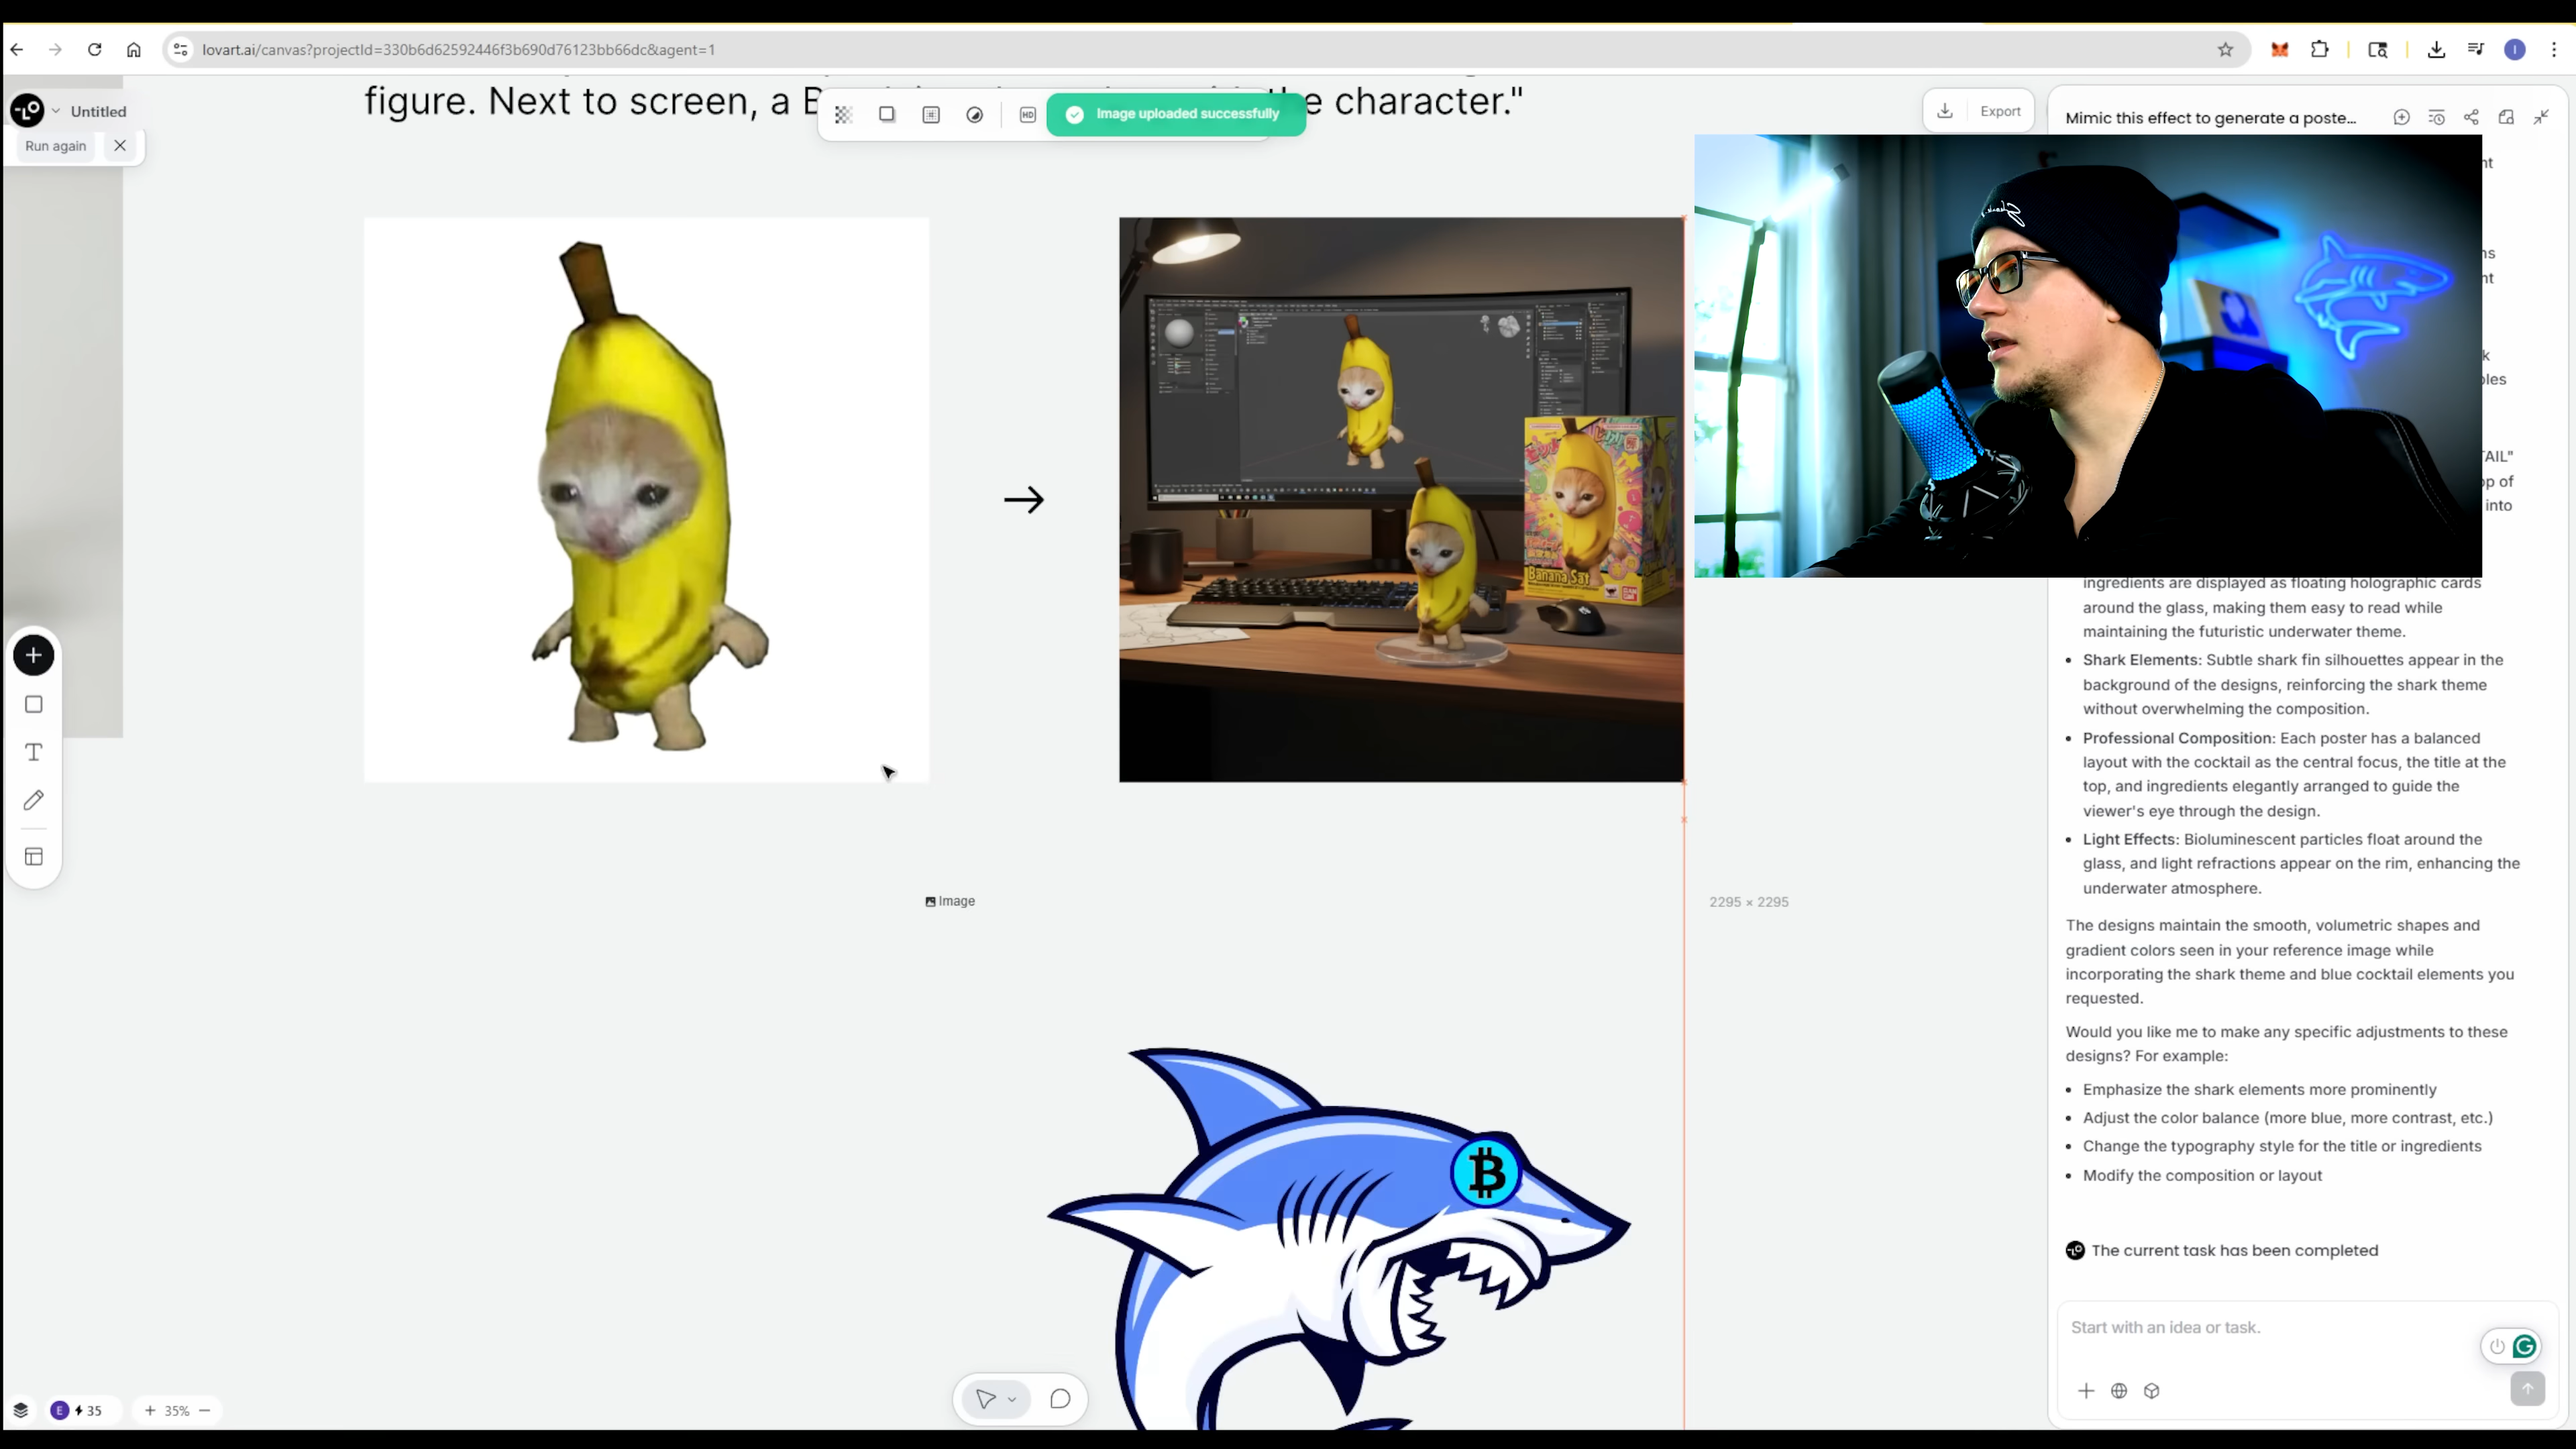 lovart.ai/canvas?projectId=330b6d62592446f3b690d76123bb66dc&agent=1
Untitled
Run again
figure. Next to screen, a B
e character."
HD
Image uploaded successfully
Export
Mimic this effect to generate a poste...
nt
ns
nt
k
ples
TAIL"
op of
into
ingredients are displayed as floating holographic cards
around the glass, making them easy to read while
maintaining the futuristic underwater theme.
• Shark Elements: Subtle shark fin silhouettes appear in the
background of the designs, reinforcing the shark theme
without overwhelming the composition.
• Professional Composition: Each poster has a balanced
layout with the cocktail as the central focus, the title at the
top, and ingredients elegantly arranged to guide the
viewer's eye through the design.
• Light Effects: Bioluminescent particles float around the
glass, and light refractions appear on the rim, enhancing the
underwater atmosphere.
The designs maintain the smooth, volumetric shapes and
gradient colors seen in your reference image while
incorporating the shark theme and blue cocktail elements you
requested.
Would you like me to make any specific adjustments to these
designs? For example:
• Emphasize the shark elements more prominently
• Adjust the color balance (more blue, more contrast, etc.)
• Change the typography style for the title or ingredients
• Modify the composition or layout
The current task has been completed
Start with an idea or task.
Banana Sat
Image
2295 × 2295
E
35
35%